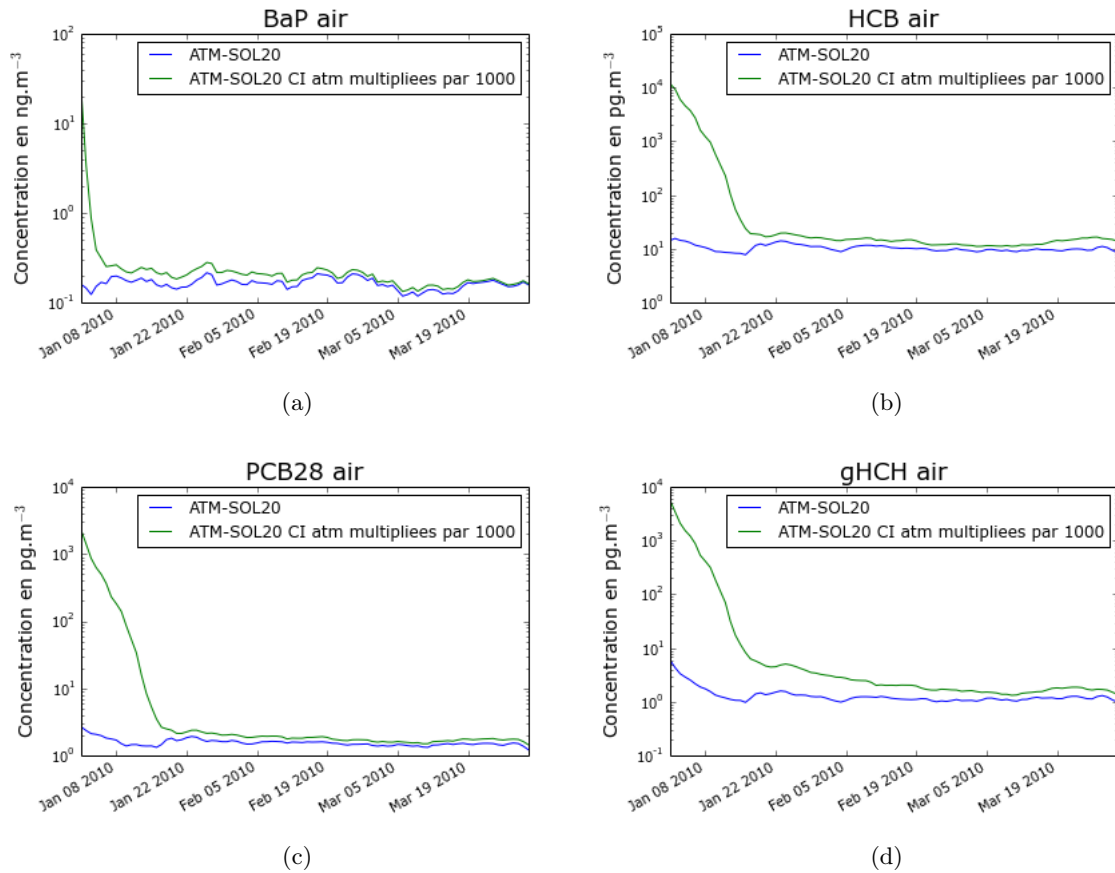 BaP air
Concentration en ng.m⁻³
10²
10¹
10⁰
10⁻¹
ATM-SOL20
ATM-SOL20 CI atm multipliees par 1000
Jan 08 2010
Jan 22 2010
Feb 05 2010
Feb 19 2010
Mar 05 2010
Mar 19 2010
(a)
HCB air
Concentration en pg.m⁻³
10⁵
10⁴
10³
10²
10¹
10⁰
ATM-SOL20
ATM-SOL20 CI atm multipliees par 1000
Jan 08 2010
Jan 22 2010
Feb 05 2010
Feb 19 2010
Mar 05 2010
Mar 19 2010
(b)
PCB28 air
Concentration en pg.m⁻³
10⁴
10³
10²
10¹
10⁰
ATM-SOL20
ATM-SOL20 CI atm multipliees par 1000
Jan 08 2010
Jan 22 2010
Feb 05 2010
Feb 19 2010
Mar 05 2010
Mar 19 2010
(c)
gHCH air
Concentration en pg.m⁻³
10⁴
10³
10²
10¹
10⁰
10⁻¹
ATM-SOL20
ATM-SOL20 CI atm multipliees par 1000
Jan 08 2010
Jan 22 2010
Feb 05 2010
Feb 19 2010
Mar 05 2010
Mar 19 2010
(d)